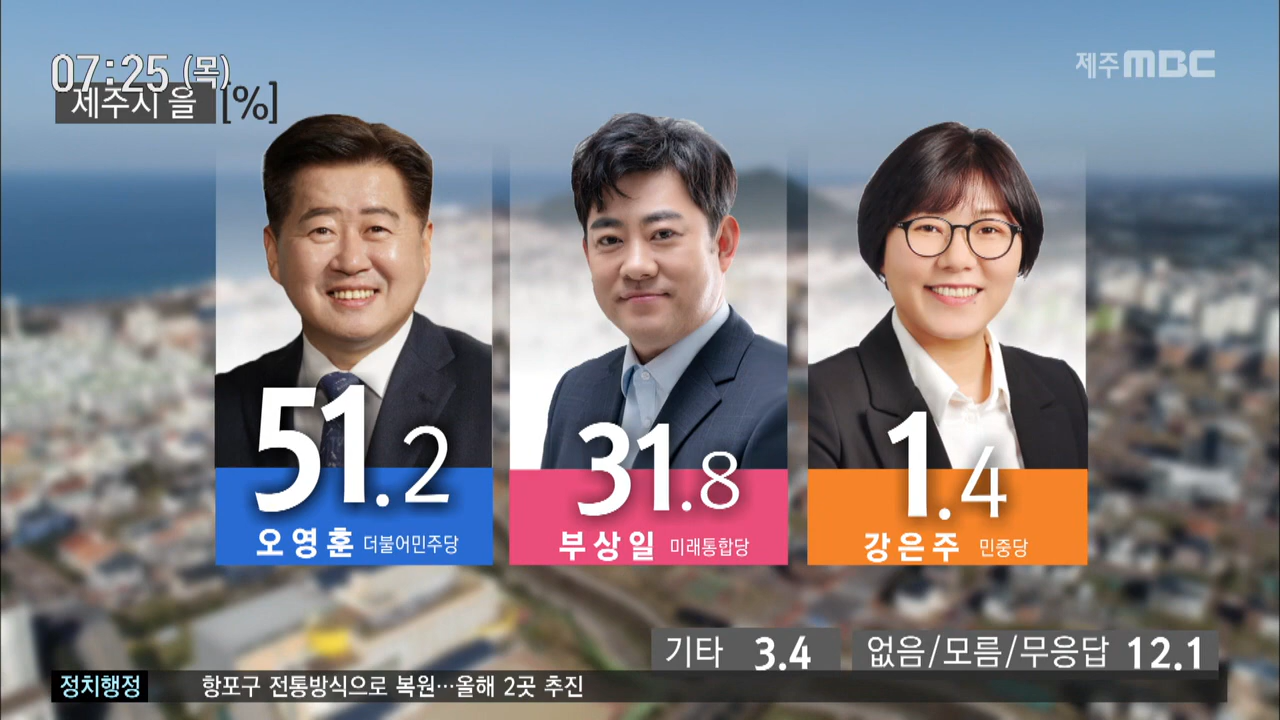 07:25 (목)
제주MBC
제주시 을 [%]
51.2
오영훈 더불어민주당
31.8
부상일 미래통합당
1.4
강은주 민중당
기타 3.4
없음/모름/무응답 12.1
정치행정 항포구 전통방식으로 복원…올해 2곳 추진